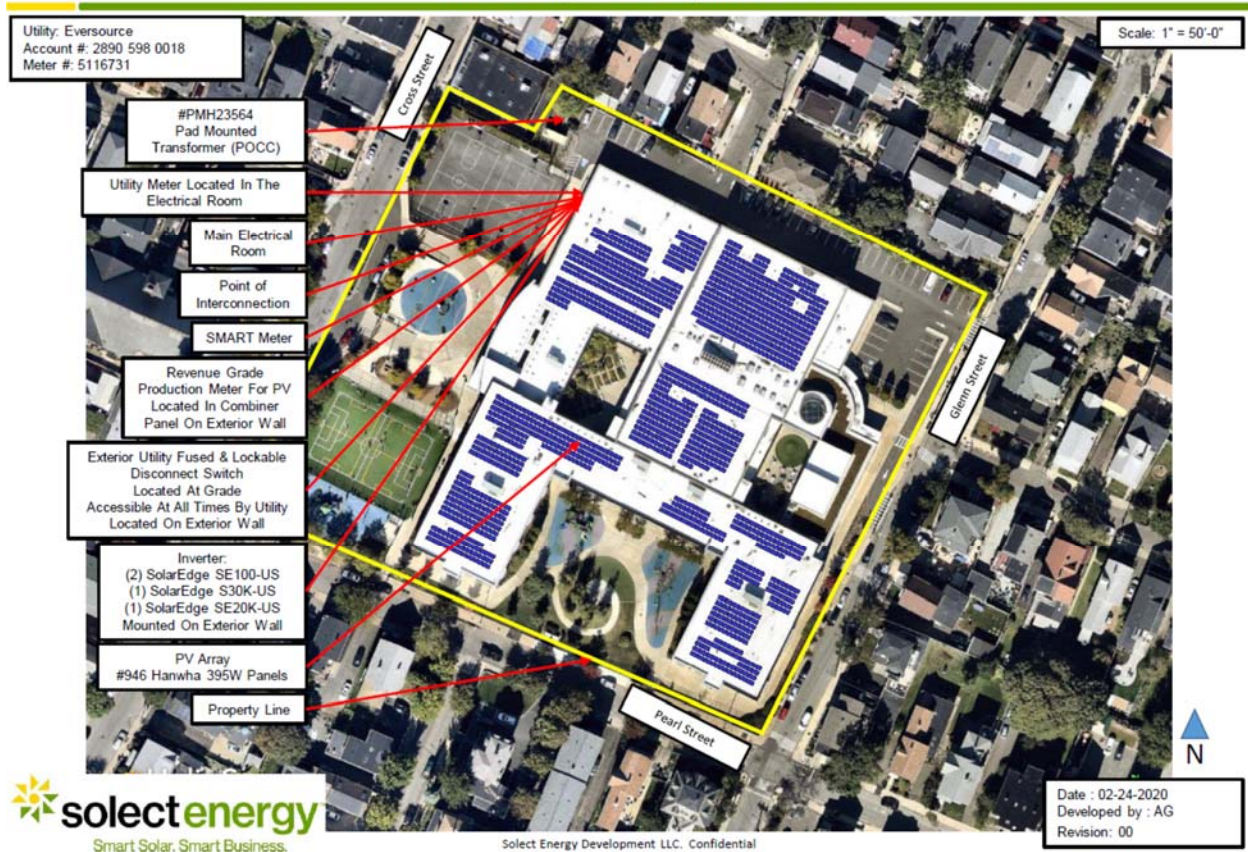 Utility: Eversource
Account #: 2890 598 0018
Meter #: 5116731
Scale: 1" = 50'-0"
Cross Street
#PMH23564
Pad Mounted
Transformer (POCC)
Utility Meter Located In The
Electrical Room
Main Electrical
Room
Point of
Interconnection
SMART Meter
Revenue Grade
Production Meter For PV
Located In Combiner
Panel On Exterior Wall
Exterior Utility Fused & Lockable
Disconnect Switch
Located At Grade
Accessible At All Times By Utility
Located On Exterior Wall
Inverter:
(2) SolarEdge SE100-US
(1) SolarEdge S30K-US
(1) SolarEdge SE20K-US
Mounted On Exterior Wall
PV Array
#946 Hanwha 395W Panels
Property Line
Glenn Street
Pearl Street
N
solectenergy
Smart Solar. Smart Business.
Solect Energy Development LLC. Confidential
Date : 02-24-2020
Developed by : AG
Revision: 00